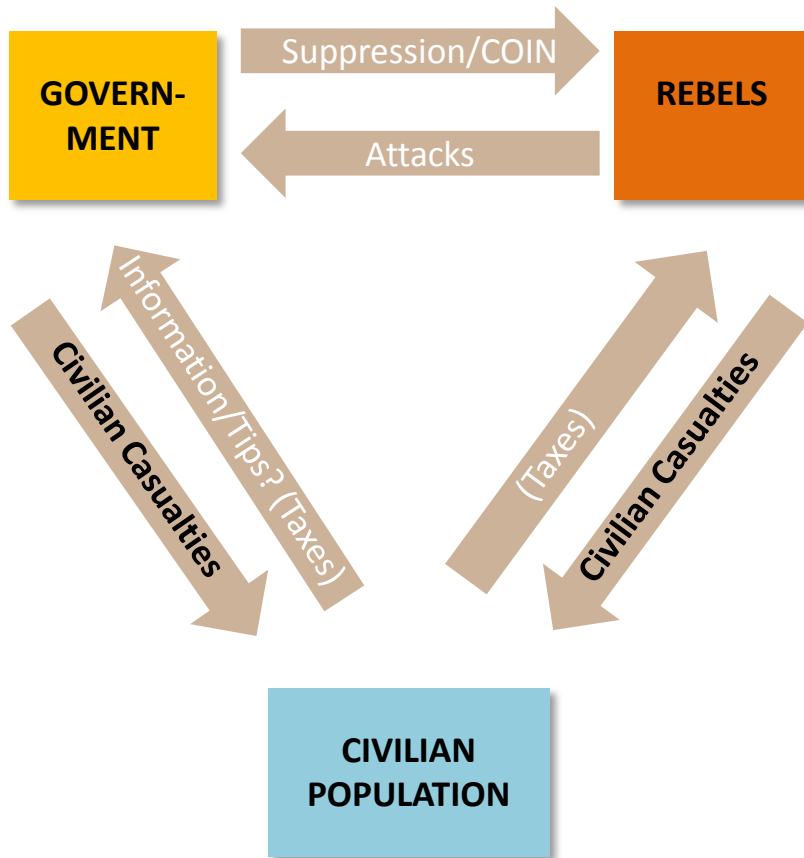 Suppression/COIN
GOVERN-
MENT
REBELS
Attacks
Information/Tips? (Taxes)
Civilian Casualties
(Taxes)
Civilian Casualties
CIVILIAN
POPULATION